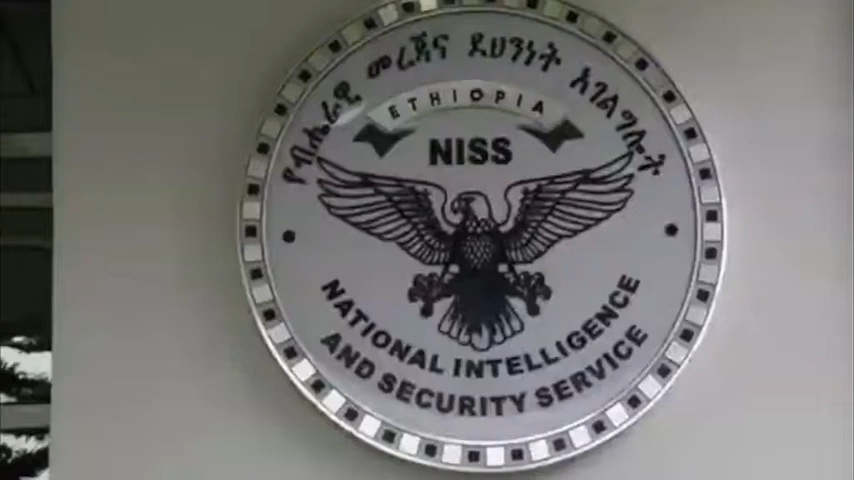 የብሔራዊ መረጃና ደህንነት አገልግሎት
ETHIOPIA
NISS
NATIONAL INTELLIGENCE
AND SECURITY SERVICE